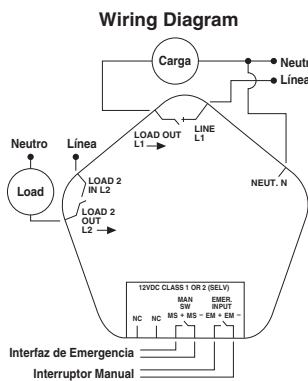 Wiring Diagram
Carga
Neutro
Línea
LOAD OUT
L1
LINE
L1
Neutro
Línea
Load
LOAD 2
IN L2
LOAD 2
OUT
L2
NEUT. N
12VDC CLASS 1 OR 2 (SELV)
MAN
SW
EMER.
INPUT
NC NC MS + MS – EM + EM –
Interfaz de Emergencia
Interruptor Manual